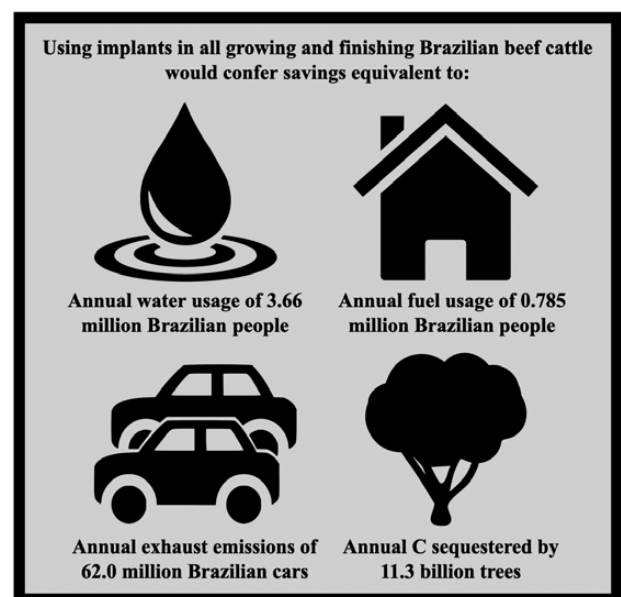 Using implants in all growing and finishing Brazilian beef cattle
would confer savings equivalent to:
Annual water usage of 3.66
million Brazilian people
Annual fuel usage of 0.785
million Brazilian people
Annual exhaust emissions of
62.0 million Brazilian cars
Annual C sequestered by
11.3 billion trees